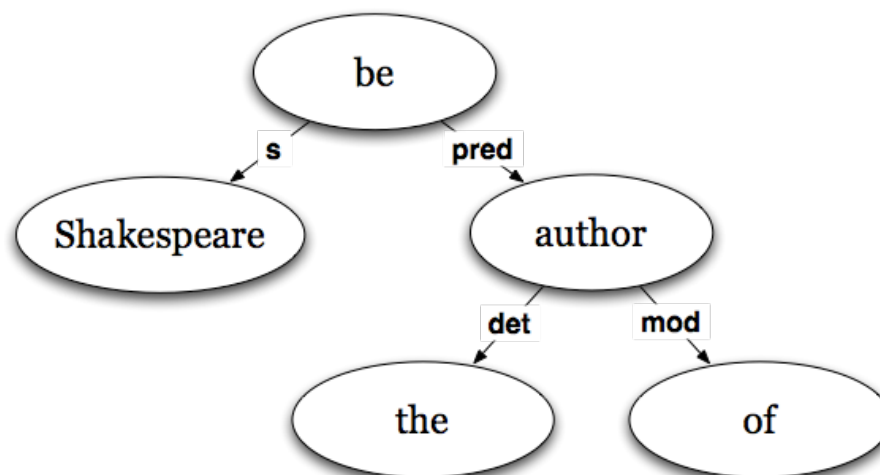 be
s pred
Shakespeare author
det mod
the of